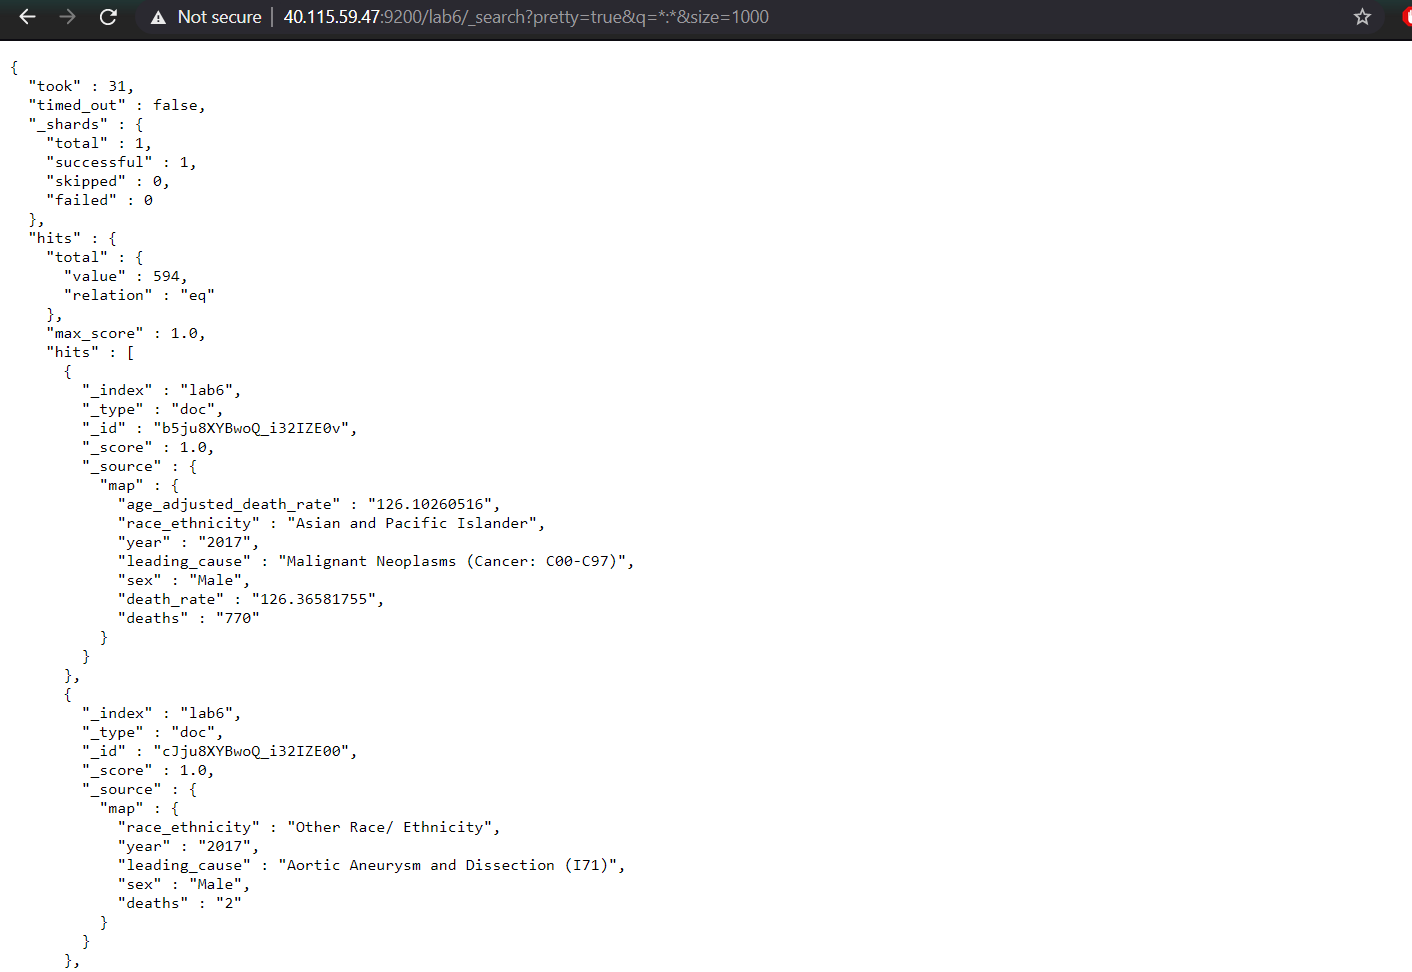 Not secure | 40.115.59.47:9200/lab6/_search?pretty=true&q=*:*&size=1000
{
  "took" : 31,
  "timed_out" : false,
  "_shards" : {
    "total" : 1,
    "successful" : 1,
    "skipped" : 0,
    "failed" : 0
  },
  "hits" : {
    "total" : {
      "value" : 594,
      "relation" : "eq"
    },
    "max_score" : 1.0,
    "hits" : [
      {
        "_index" : "lab6",
        "_type" : "doc",
        "_id" : "b5ju8XYBwoQ_i32IZE0v",
        "_score" : 1.0,
        "_source" : {
          "map" : {
            "age_adjusted_death_rate" : "126.10260516",
            "race_ethnicity" : "Asian and Pacific Islander",
            "year" : "2017",
            "leading_cause" : "Malignant Neoplasms (Cancer: C00-C97)",
            "sex" : "Male",
            "death_rate" : "126.36581755",
            "deaths" : "770"
          }
        }
      },
      {
        "_index" : "lab6",
        "_type" : "doc",
        "_id" : "cJju8XYBwoQ_i32IZE00",
        "_score" : 1.0,
        "_source" : {
          "map" : {
            "race_ethnicity" : "Other Race/ Ethnicity",
            "year" : "2017",
            "leading_cause" : "Aortic Aneurysm and Dissection (I71)",
            "sex" : "Male",
            "deaths" : "2"
          }
        }
      },